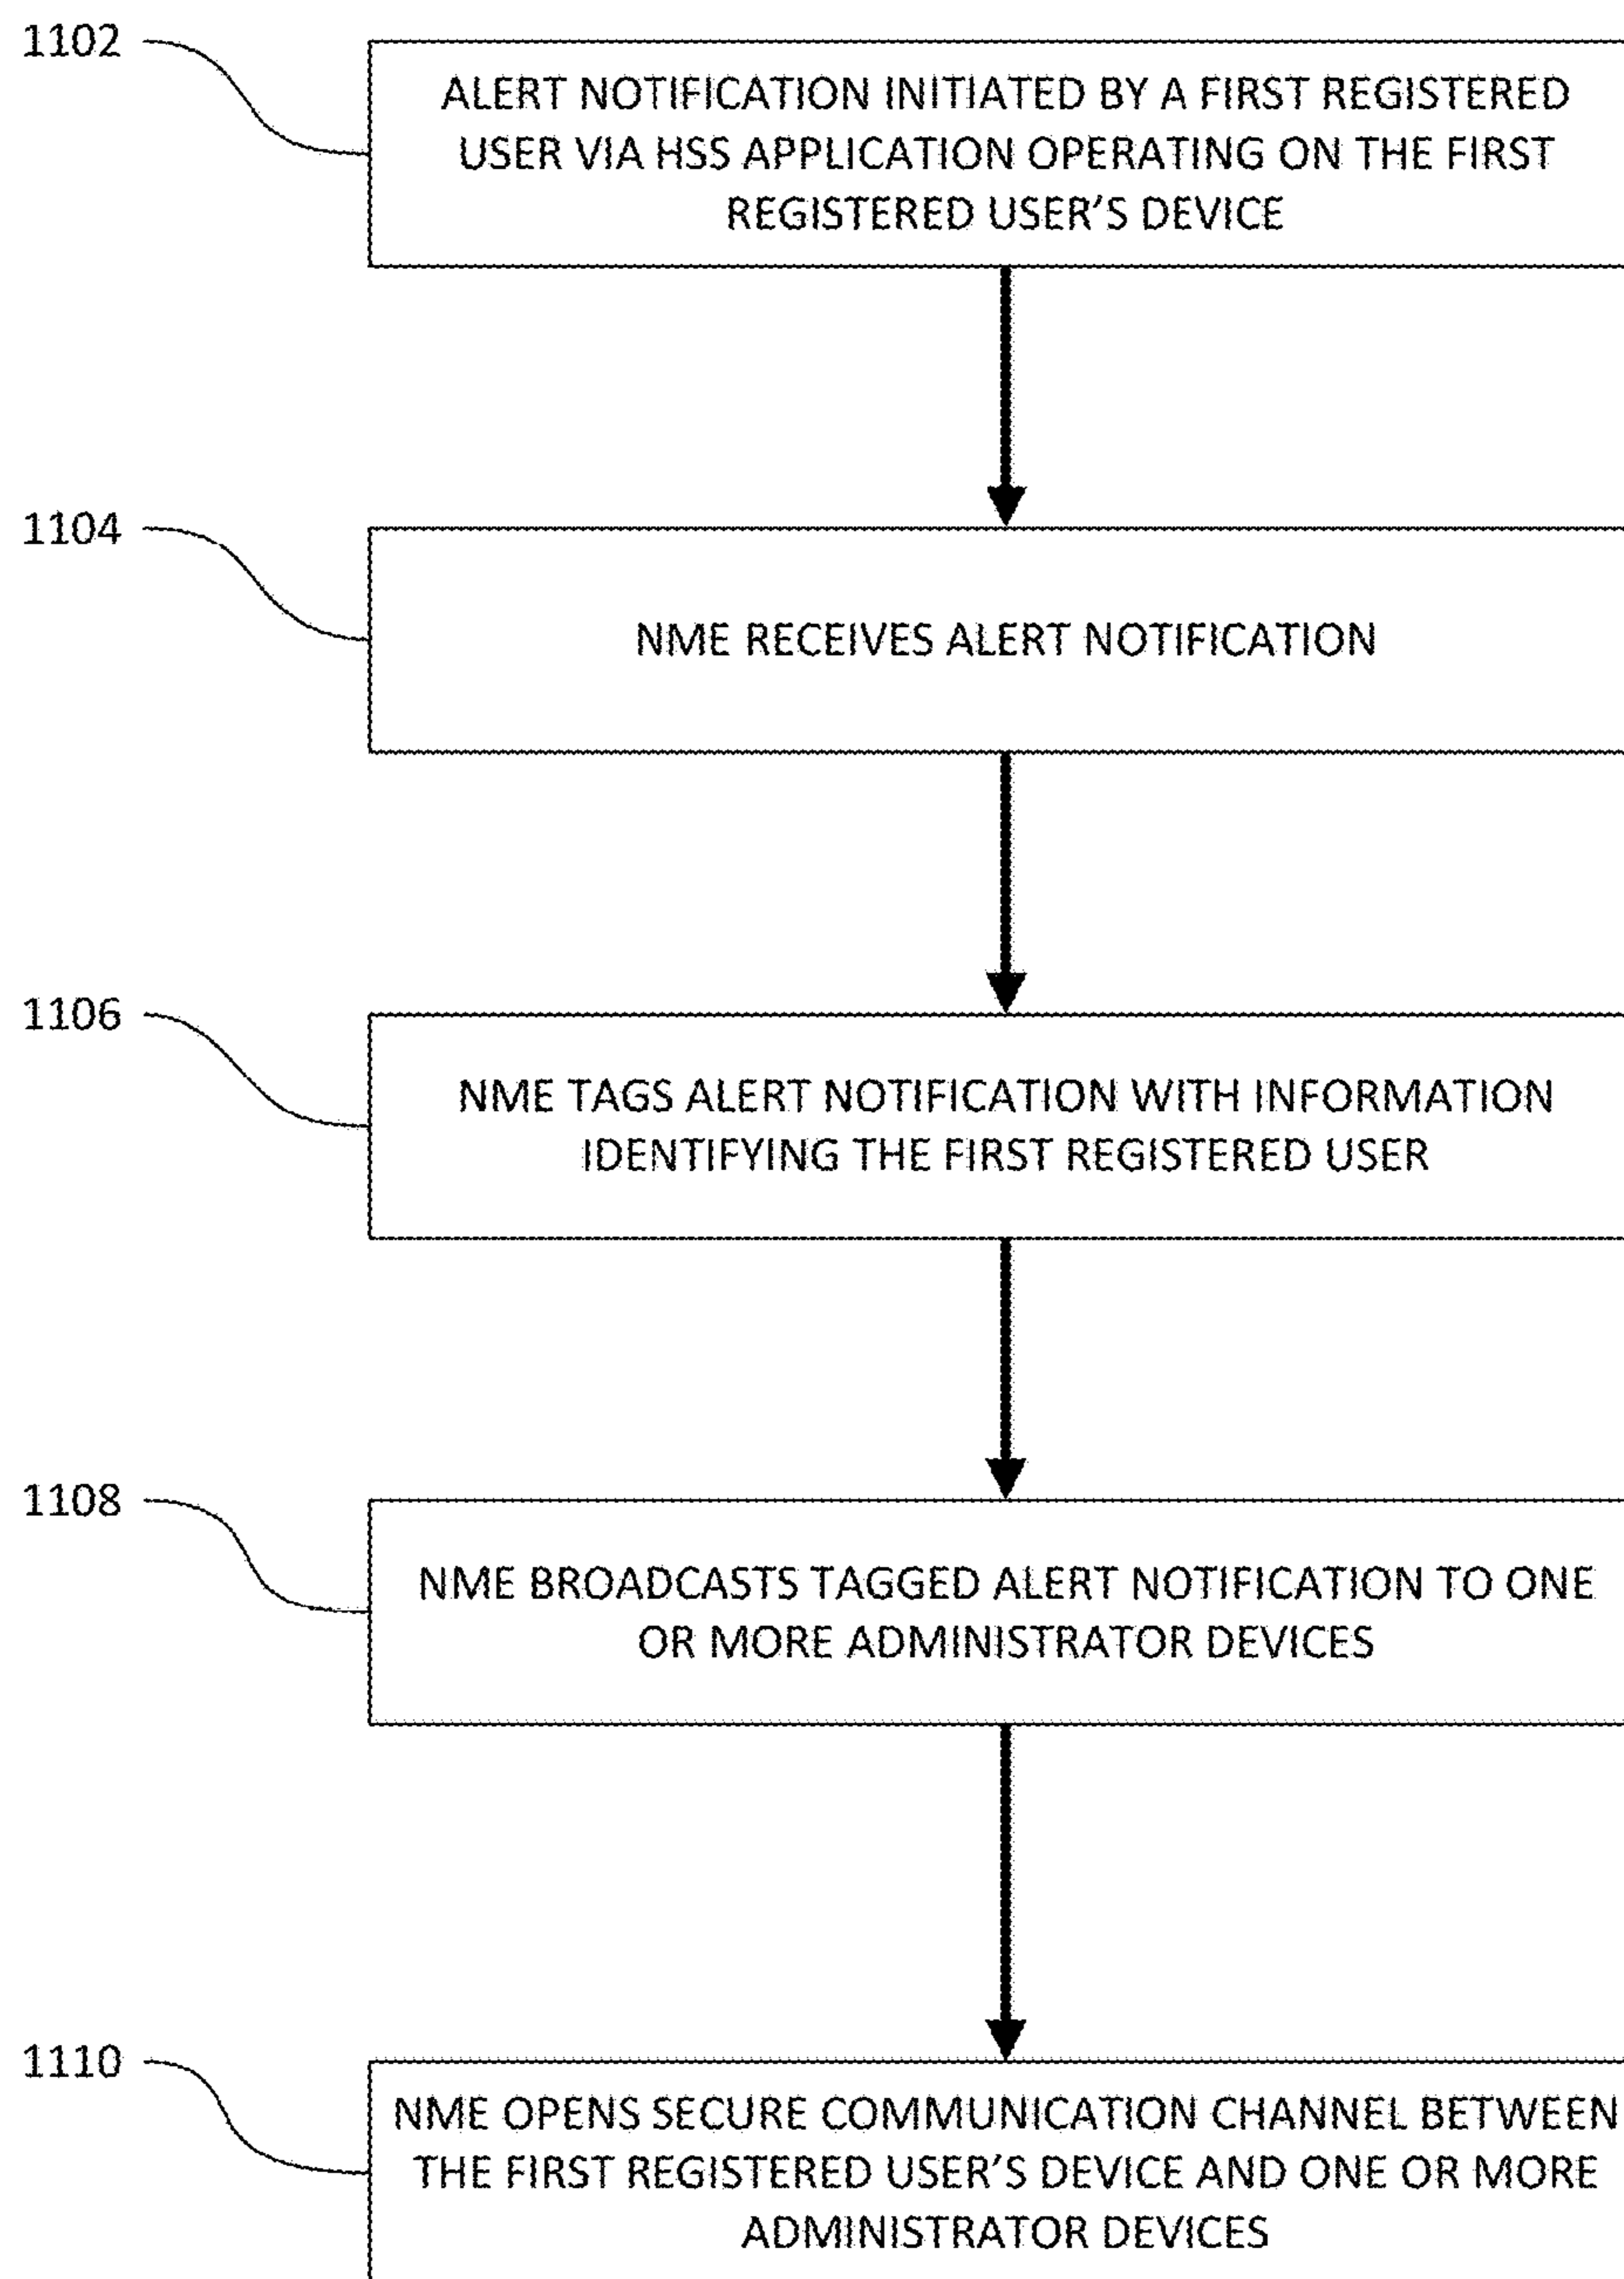 1102
ALERT NOTIFICATION INITIATED BY A FIRST REGISTERED
USER VIA HSS APPLICATION OPERATING ON THE FIRST
REGISTERED USER'S DEVICE
1104
NME RECEIVES ALERT NOTIFICATION
1106
NME TAGS ALERT NOTIFICATION WITH INFORMATION
IDENTIFYING THE FIRST REGISTERED USER
1108
NME BROADCASTS TAGGED ALERT NOTIFICATION TO ONE
OR MORE ADMINISTRATOR DEVICES
1110
NME OPENS SECURE COMMUNICATION CHANNEL BETWEEN
THE FIRST REGISTERED USER'S DEVICE AND ONE OR MORE
ADMINISTRATOR DEVICES